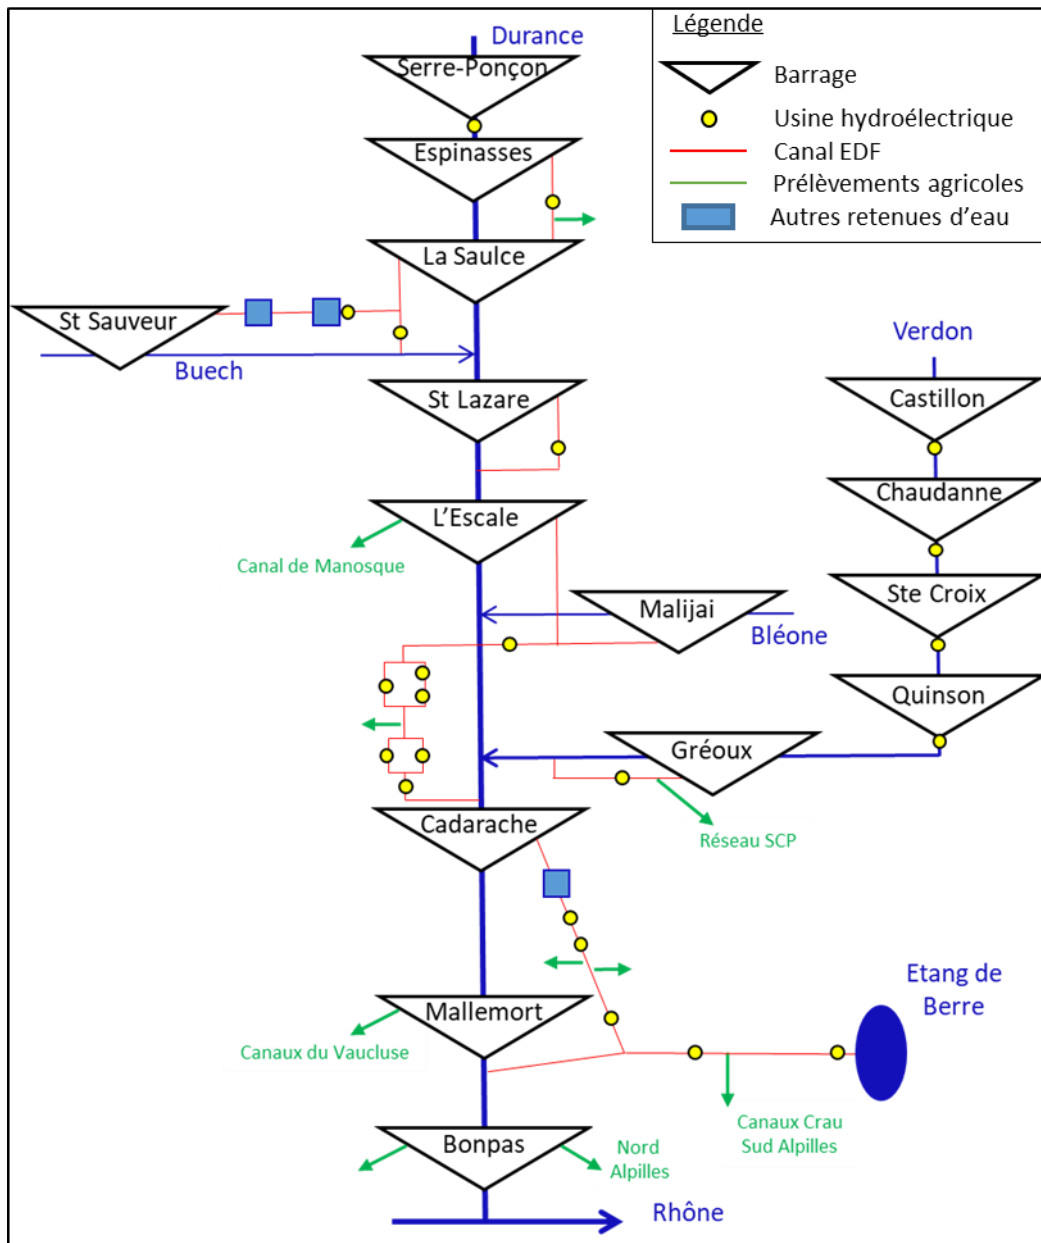 Légende
Barrage
Usine hydroélectrique
Canal EDF
Prélèvements agricoles
Autres retenues d'eau
Durance
Serre-Ponçon
Espinasses
La Saulce
St Sauveur
Buech
Verdon
St Lazare
Castillon
Chaudanne
L'Escale
Canal de Manosque
Ste Croix
Malijai
Bléone
Quinson
Gréoux
Cadarache
Réseau SCP
Etang de
Berre
Mallemort
Canaux du Vaucluse
Canaux Crau
Sud Alpilles
Bonpas
Nord
Alpilles
Rhône